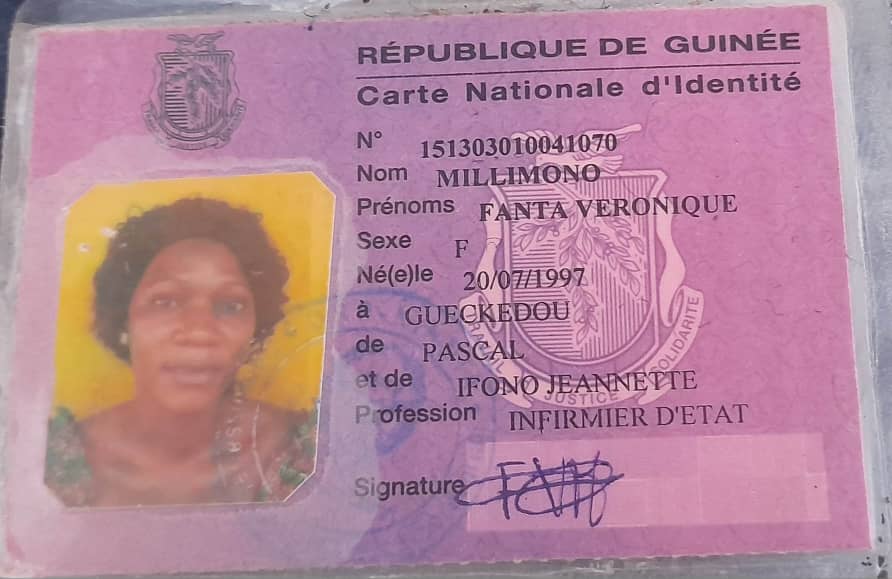 RÉPUBLIQUE DE GUINÉE
Carte Nationale d'Identité
N° 151303010041070
Nom MILLIMONO
Prénoms FANTA VERONIQUE
Sexe F
Né(e)le 20/07/1997
à GUECKEDOU
de PASCAL
et de IFONO JEANNETTE
Profession INFIRMIER D'ETAT
JUSTICE SOLIDARITE
Signature